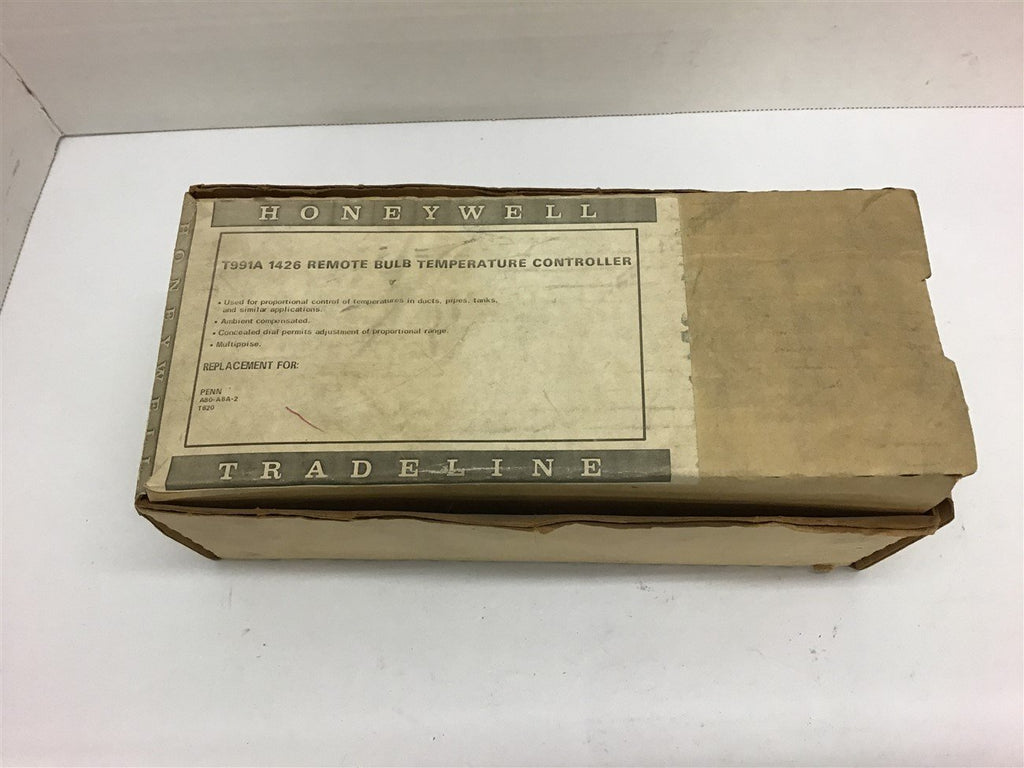 HONEYWELL
T991A 1426 REMOTE BULB TEMPERATURE CONTROLLER
• Used for proportional control of temperatures in ducts, pipes, tanks,
and similar applications.
• Ambient compensated.
• Concealed dial permits adjustment of proportional range.
• Multipoise.
REPLACEMENT FOR:
PENN
A80-A8A-2
T820
TRADELINE
HONEYWELL